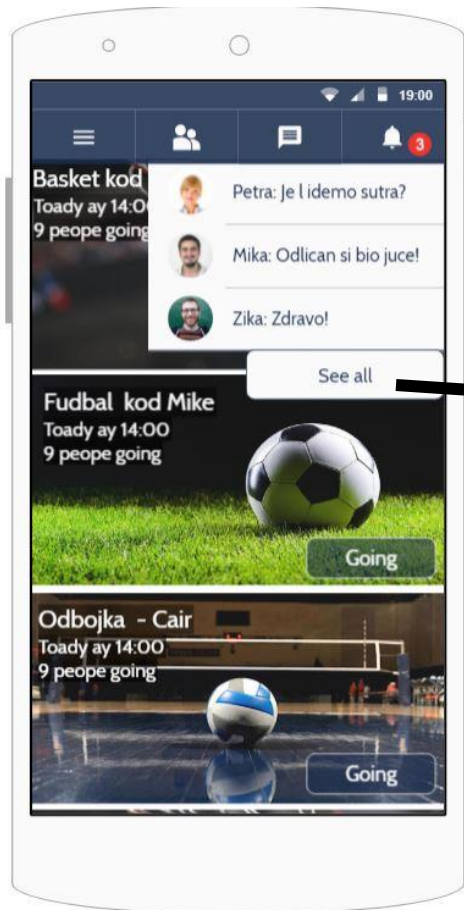 19:00
3
Basket kod
Toady ay 14:0
9 peope going
Petra: Je l idemo sutra?
Mika: Odlican si bio juce!
Zika: Zdravo!
See all
Fudbal kod Mike
Toady ay 14:00
9 peope going
Going
Odbojka - Cair
Toady ay 14:00
9 peope going
Going